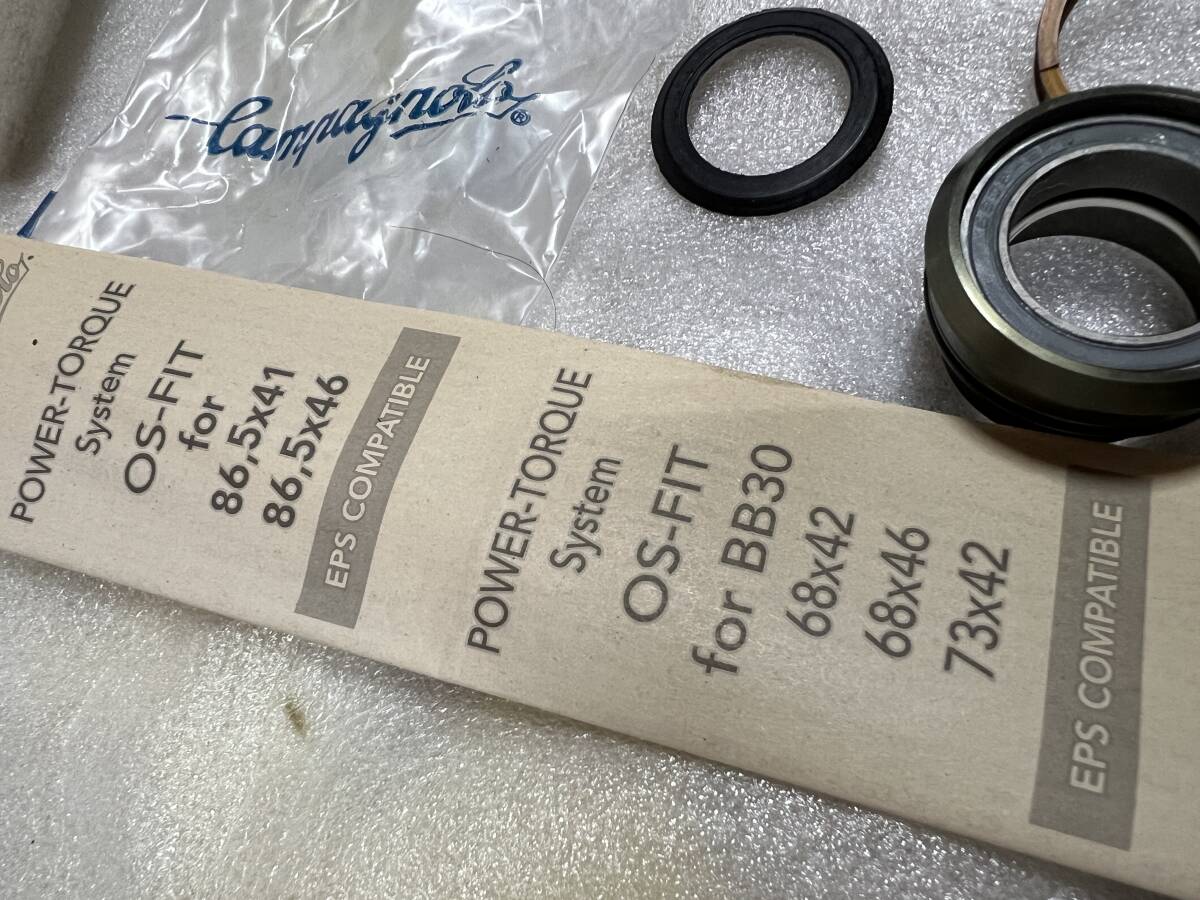 Campagnolo®
POWER-TORQUE
System
OS-FIT
for
86,5x41
86,5x46
EPS COMPATIBLE
POWER-TORQUE
System
OS-FIT
for BB30
68x42
68x46
73x42
EPS COMPATIBLE